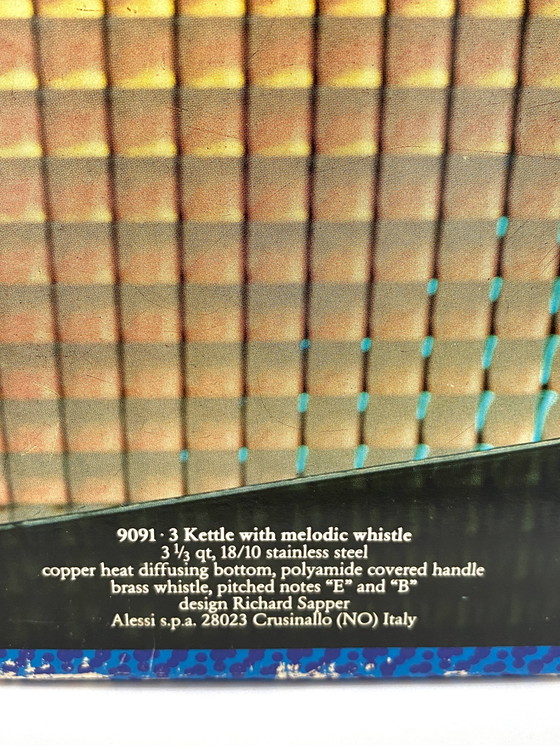 9091 · 3 Kettle with melodic whistle
3 1/3 qt, 18/10 stainless steel
copper heat diffusing bottom, polyamide covered handle
brass whistle, pitched notes “E” and “B”
design Richard Sapper
Alessi s.p.a. 28023 Crusinallo (NO) Italy